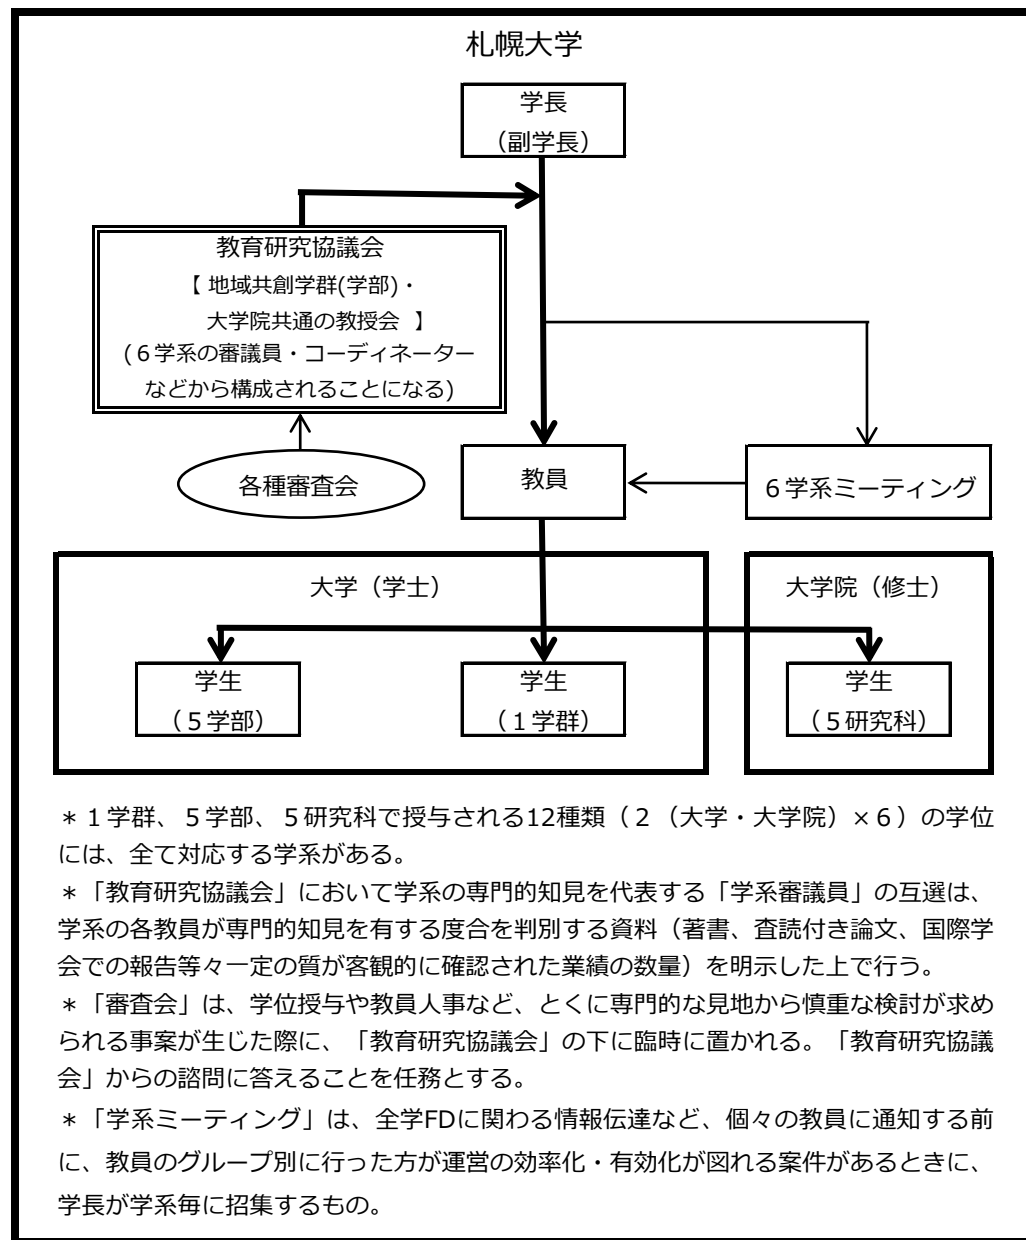 札幌大学
学長
（副学長）
教育研究協議会
【 地域共創学群(学部)・
大学院共通の教授会 】
(６学系の審議員・コーディネーター
などから構成されることになる)
各種審査会
教員
６学系ミーティング
大学（学士）
大学院（修士）
学生
（５学部）
学生
（１学群）
学生
（５研究科）
＊１学群、５学部、５研究科で授与される12種類（２（大学・大学院）×６）の学位
には、全て対応する学系がある。
＊「教育研究協議会」において学系の専門的知見を代表する「学系審議員」の互選は、
学系の各教員が専門的知見を有する度合を判別する資料（著書、査読付き論文、国際学
会での報告等々一定の質が客観的に確認された業績の数量）を明示した上で行う。
＊「審査会」は、学位授与や教員人事など、とくに専門的な見地から慎重な検討が求め
られる事案が生じた際に、「教育研究協議会」の下に臨時に置かれる。「教育研究協議
会」からの諮問に答えることを任務とする。
＊「学系ミーティング」は、全学FDに関わる情報伝達など、個々の教員に通知する前
に、教員のグループ別に行った方が運営の効率化・有効化が図れる案件があるときに、
学長が学系毎に招集するもの。